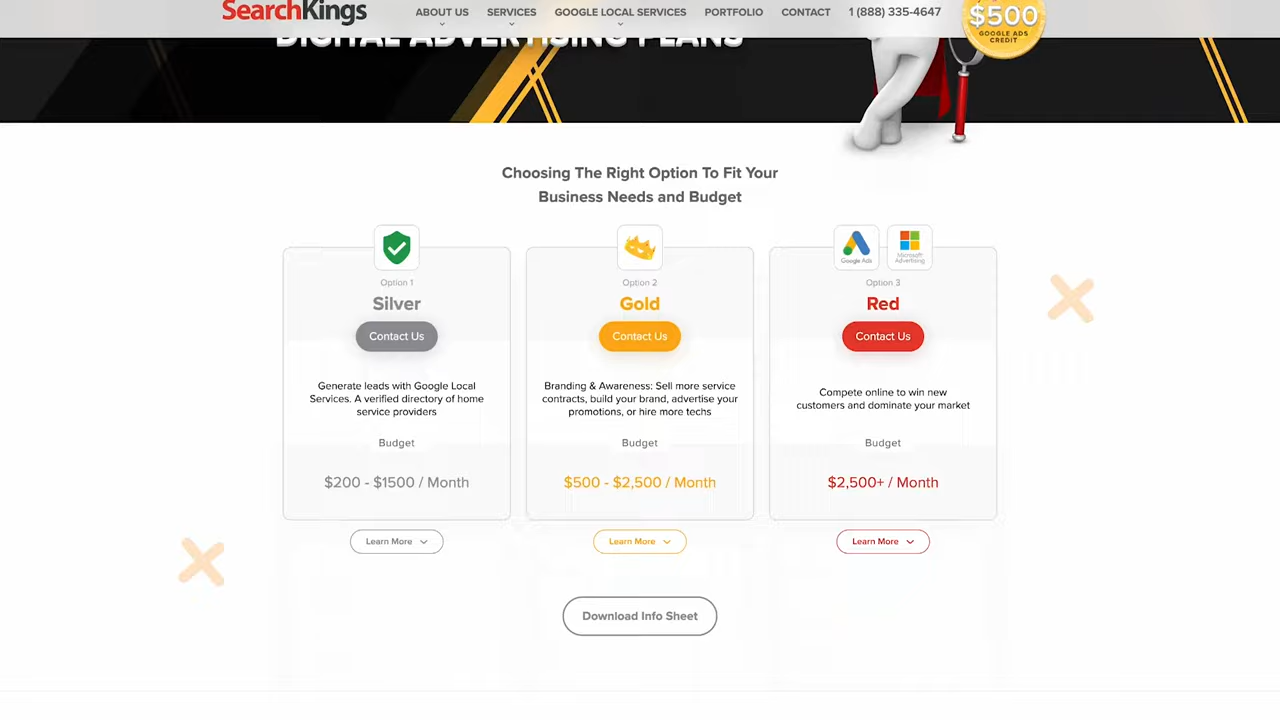 SearchKings
ABOUT US
SERVICES
GOOGLE LOCAL SERVICES
PORTFOLIO
CONTACT
1 (888) 335-4647
$500
GOOGLE ADS
CREDIT
DIGITAL ADVERTISING PLANS
Choosing The Right Option To Fit Your
Business Needs and Budget
Option 1
Silver
Contact Us
Generate leads with Google Local
Services. A verified directory of home
service providers
Budget
$200 - $1500 / Month
Learn More
Option 2
Gold
Contact Us
Branding & Awareness: Sell more service
contracts, build your brand, advertise your
promotions, or hire more techs
Budget
$500 - $2,500 / Month
Learn More
Google Ads
Microsoft
Advertising
Option 3
Red
Contact Us
Compete online to win new
customers and dominate your market
Budget
$2,500+ / Month
Learn More
Download Info Sheet